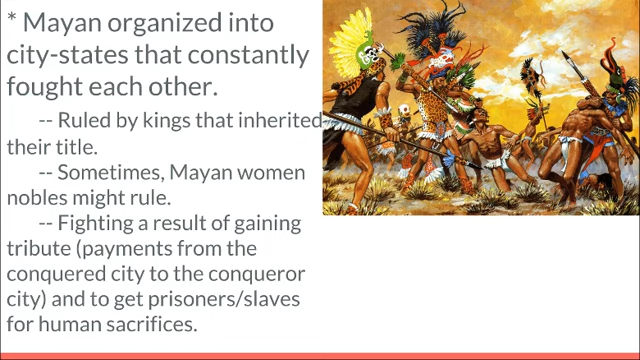 * Mayan organized into
city-states that constantly
fought each other.
-- Ruled by kings that inherited
their title.
-- Sometimes, Mayan women
nobles might rule.
-- Fighting a result of gaining
tribute (payments from the
conquered city to the conqueror
city) and to get prisoners/slaves
for human sacrifices.